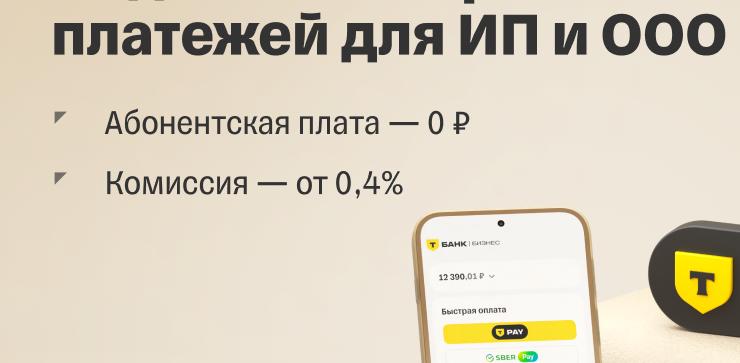 платежей для ИП и ООО
Абонентская плата — 0 ₽
Комиссия — от 0,4%
Т БАНК | БИЗНЕС
12 390,01 ₽
Быстрая оплата
Т PAY
SBER Pay
Т